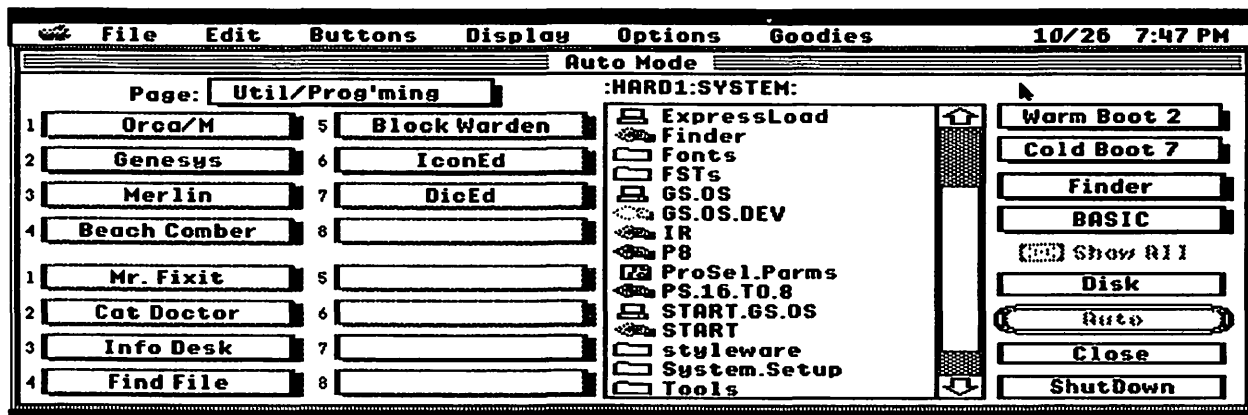 File Edit Buttons Display Options Goodies 10/26 7:47 PM
Auto Mode
Page: Util/Prog'ming
1 Orca/M
2 Genesys
3 Merlin
4 Beach Comber
5 Block Warden
6 IconEd
7 DicEd
8
1 Mr. Fixit
2 Cat Doctor
3 Info Desk
4 Find File
5
6
7
8
:HARD1:SYSTEM:
ExpressLoad
Finder
Fonts
FSTs
GS.OS
GS.OS.DEV
IR
P8
ProSel.Parms
PS.16.TO.8
START.GS.OS
START
styleware
System.Setup
Tools
Warm Boot 2
Cold Boot 7
Finder
BASIC
Show All
Disk
Auto
Close
ShutDown